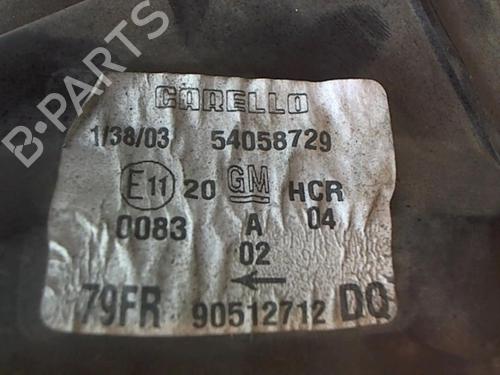 B-PARTS
CARELLO
1/38/03 54058729
E11 20 GM HCR
0083 A 04
02
←
79FR 90512712 DQ